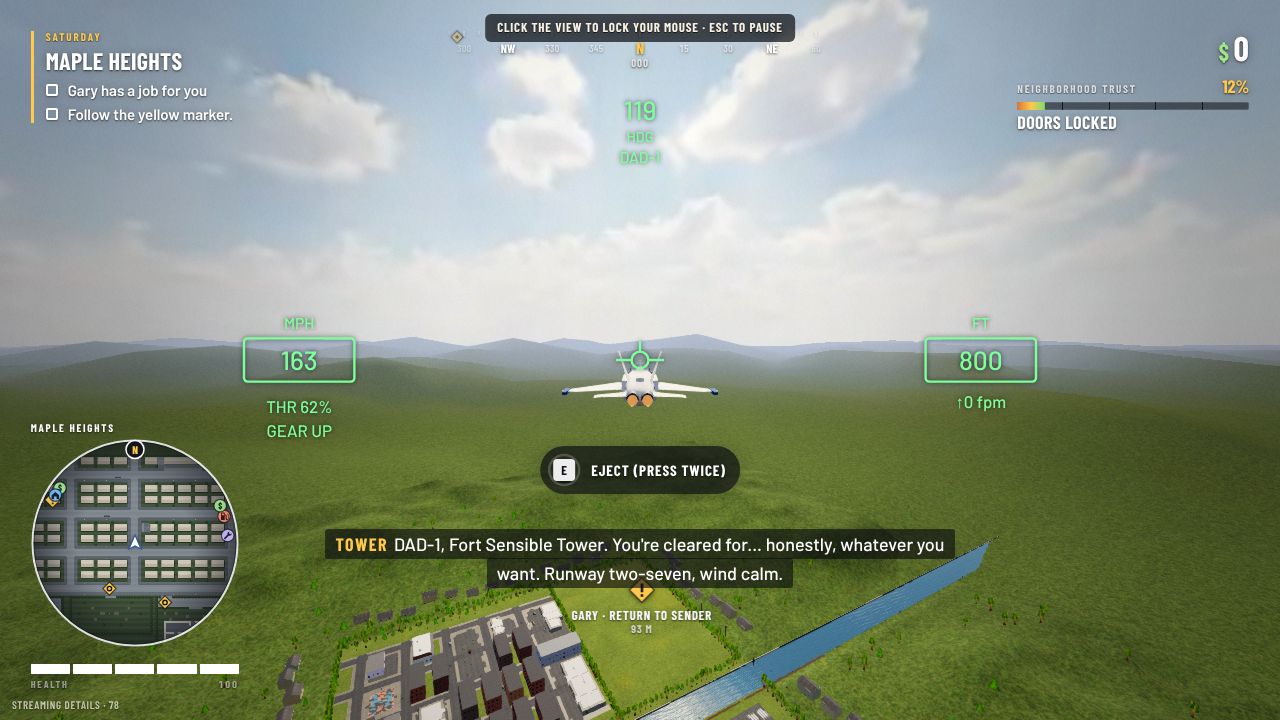 CLICK THE VIEW TO LOCK YOUR MOUSE · ESC TO PAUSE
SATURDAY
MAPLE HEIGHTS
Gary has a job for you
Follow the yellow marker.
300 NW 330 345 N 15 30 NE 60
000
$0
NEIGHBORHOOD TRUST 12%
DOORS LOCKED
119
HDG
DAD-1
MPH
163
THR 62%
GEAR UP
FT
800
↑0 fpm
E EJECT (PRESS TWICE)
MAPLE HEIGHTS
N
$
$
TOWER DAD-1, Fort Sensible Tower. You're cleared for... honestly, whatever you
want. Runway two-seven, wind calm.
!
GARY · RETURN TO SENDER
93 M
HEALTH 100
STREAMING DETAILS · 78